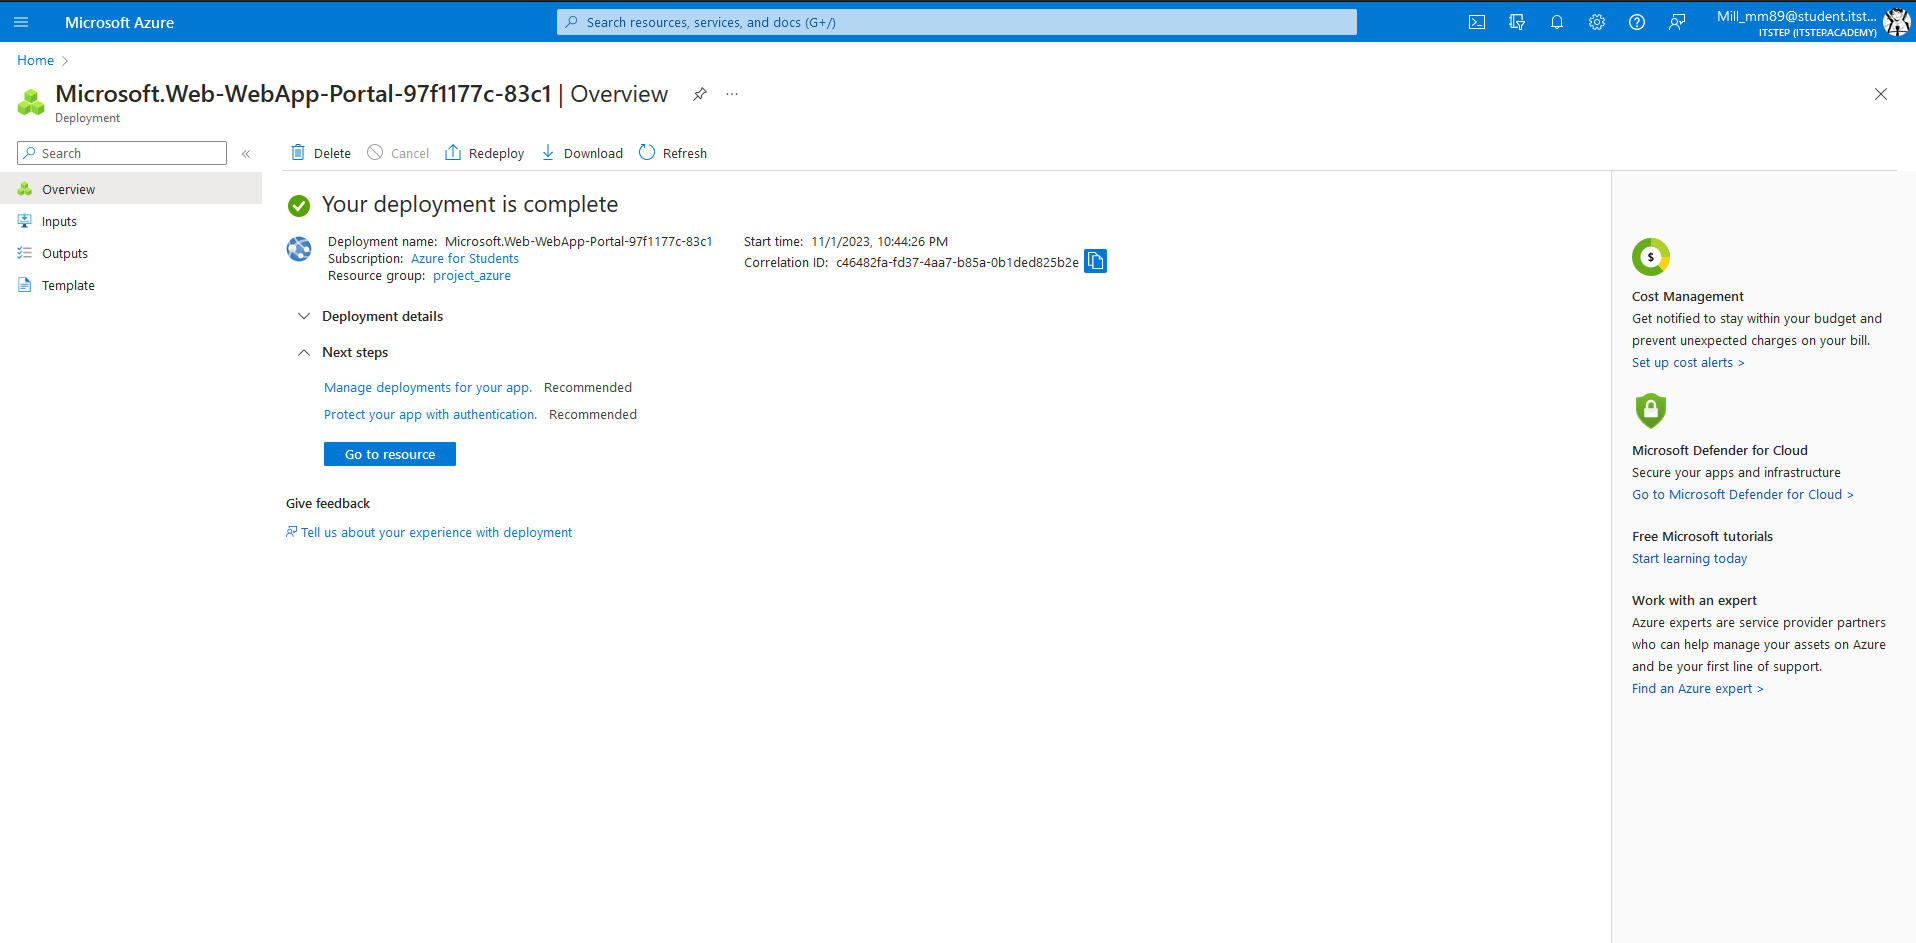 Microsoft Azure
Search resources, services, and docs (G+/)
Mill_mm89@student.itst...
ITSTEP (ITSTEP.ACADEMY)
Home
Microsoft.Web-WebApp-Portal-97f1177c-83c1 | Overview
Deployment
Search
Delete
Cancel
Redeploy
Download
Refresh
Overview
Inputs
Outputs
Template
Your deployment is complete
Deployment name: Microsoft.Web-WebApp-Portal-97f1177c-83c1
Subscription: Azure for Students
Resource group: project_azure
Start time: 11/1/2023, 10:44:26 PM
Correlation ID: c46482fa-fd37-4aa7-b85a-0b1ded825b2e
Deployment details
Next steps
Manage deployments for your app. Recommended
Protect your app with authentication. Recommended
Go to resource
Give feedback
Tell us about your experience with deployment
$
Cost Management
Get notified to stay within your budget and
prevent unexpected charges on your bill.
Set up cost alerts >
Microsoft Defender for Cloud
Secure your apps and infrastructure
Go to Microsoft Defender for Cloud >
Free Microsoft tutorials
Start learning today
Work with an expert
Azure experts are service provider partners
who can help manage your assets on Azure
and be your first line of support.
Find an Azure expert >